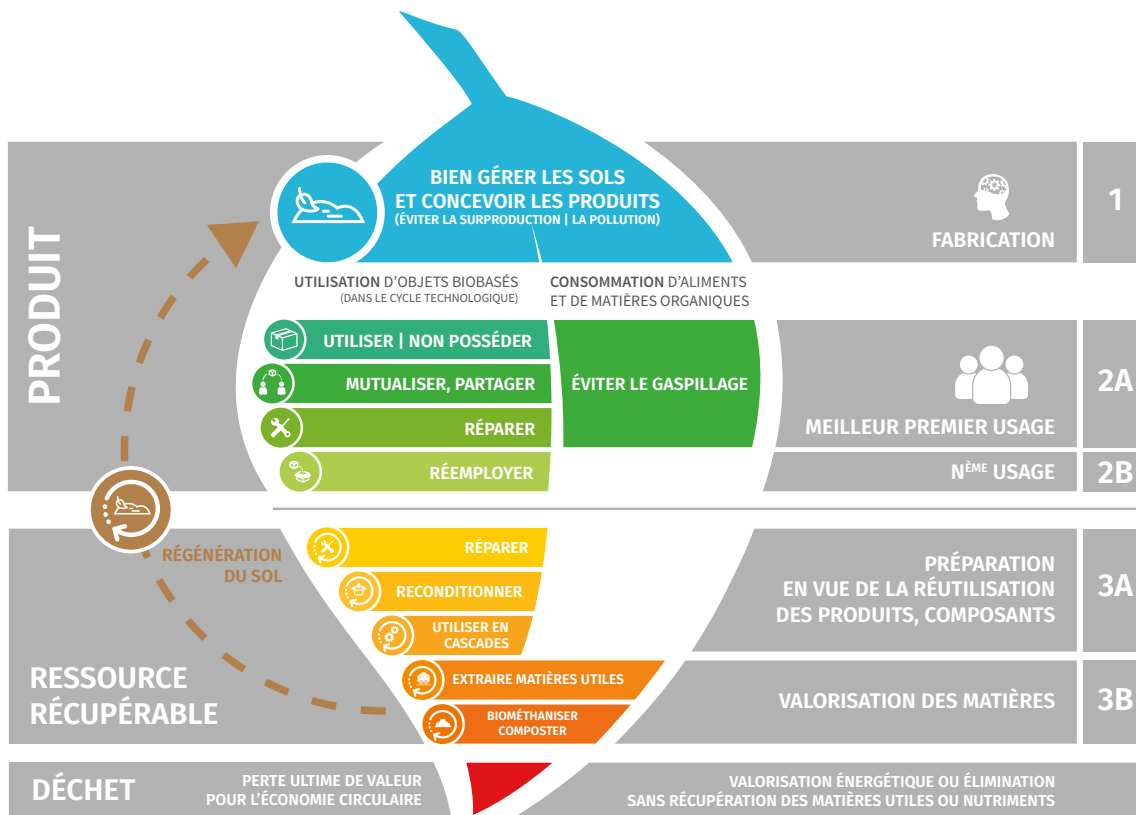 BIEN GÉRER LES SOLS
ET CONCEVOIR LES PRODUITS
(ÉVITER LA SURPRODUCTION | LA POLLUTION)
FABRICATION
1
PRODUIT
UTILISATION D'OBJETS BIOBASÉS
(DANS LE CYCLE TECHNOLOGIQUE)
CONSOMMATION D'ALIMENTS
ET DE MATIÈRES ORGANIQUES
UTILISER | NON POSSÉDER
MUTUALISER, PARTAGER
RÉPARER
ÉVITER LE GASPILLAGE
MEILLEUR PREMIER USAGE
2A
RÉEMPLOYER
NÈME USAGE
2B
RÉGÉNÉRATION
DU SOL
RÉPARER
RECONDITIONNER
UTILISER EN
CASCADES
PRÉPARATION
EN VUE DE LA RÉUTILISATION
DES PRODUITS, COMPOSANTS
3A
RESSOURCE
RÉCUPÉRABLE
EXTRAIRE MATIÈRES UTILES
BIOMÉTHANISER
COMPOSTER
VALORISATION DES MATIÈRES
3B
DÉCHET
PERTE ULTIME DE VALEUR
POUR L'ÉCONOMIE CIRCULAIRE
VALORISATION ÉNERGÉTIQUE OU ÉLIMINATION
SANS RÉCUPÉRATION DES MATIÈRES UTILES OU NUTRIMENTS